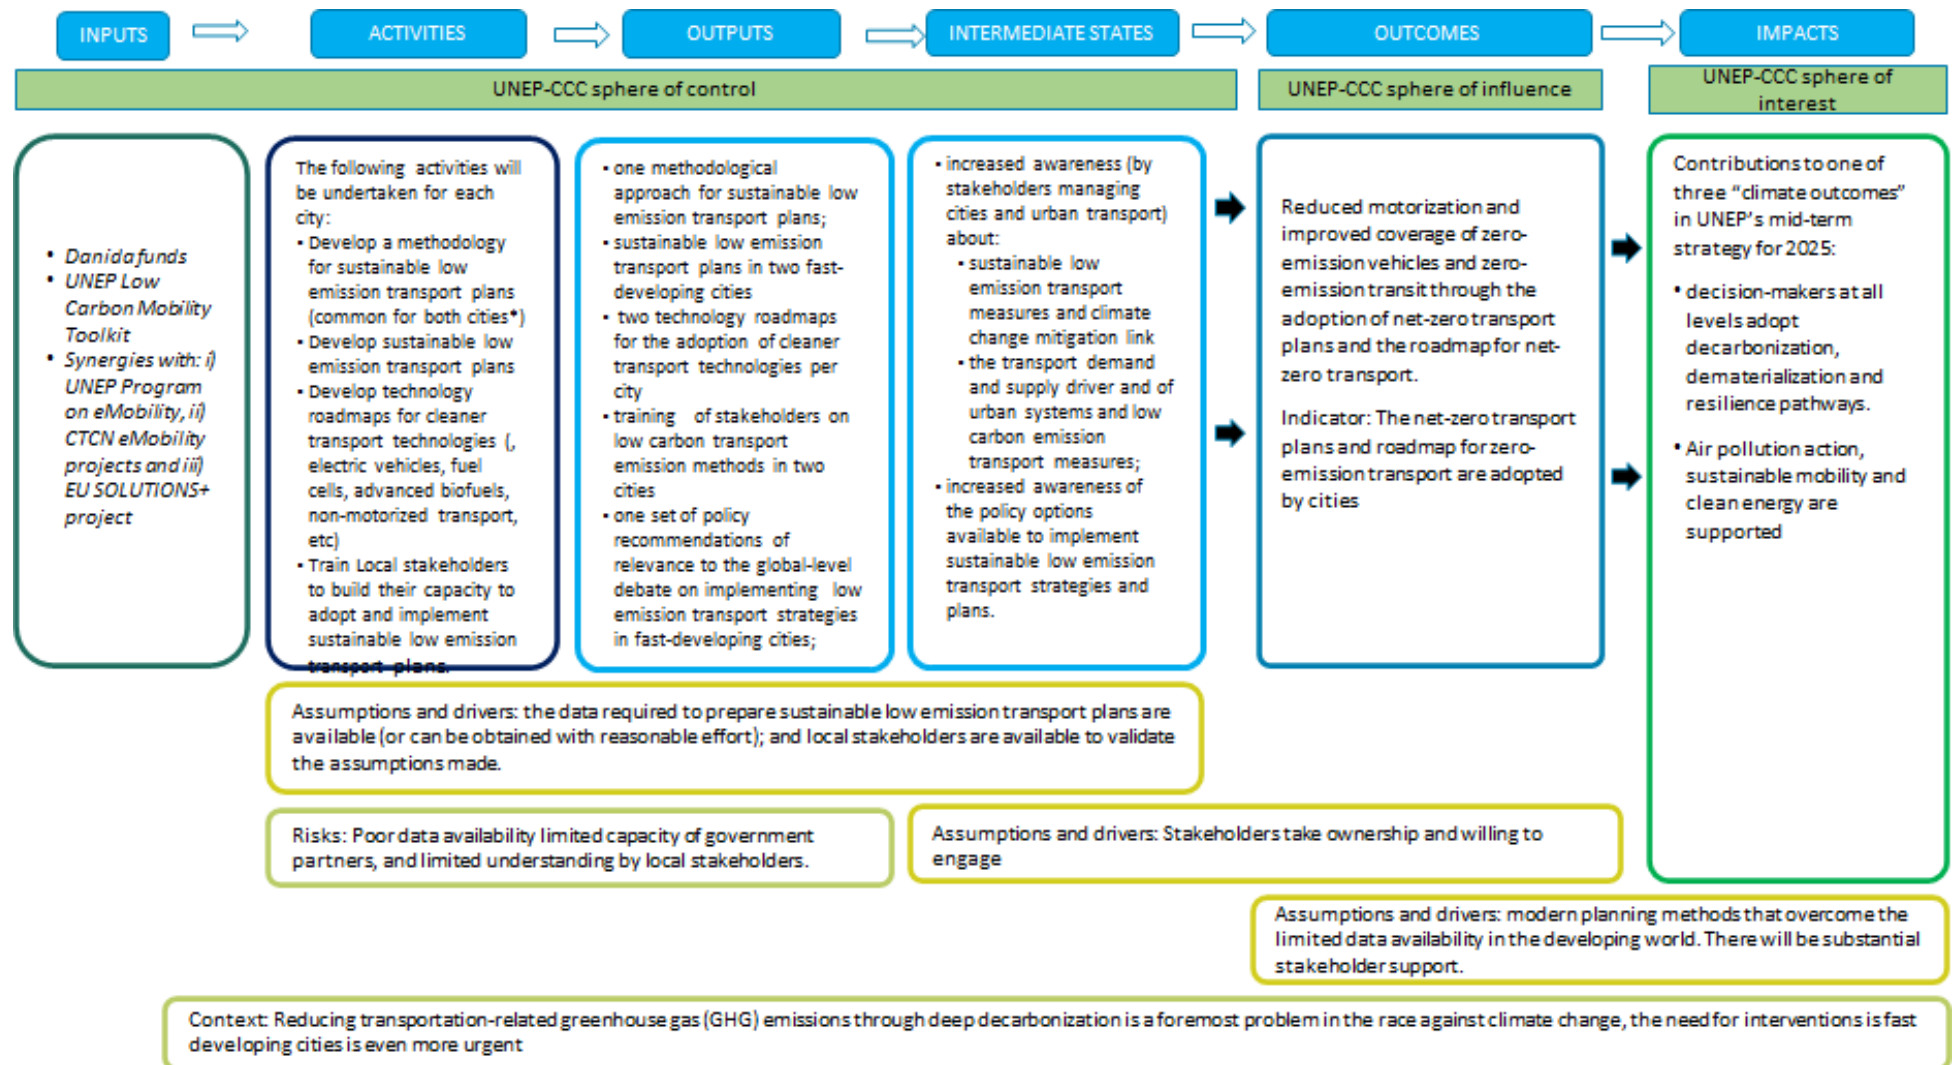 INPUTS
ACTIVITIES
OUTPUTS
INTERMEDIATE STATES
OUTCOMES
IMPACTS
UNEP-CCC sphere of control
UNEP-CCC sphere of influence
UNEP-CCC sphere of
interest
• Danida funds
• UNEP Low
Carbon Mobility
Toolkit
• Synergies with: i)
UNEP Program
on eMobility, ii)
CTCN eMobility
projects and iii)
EU SOLUTIONS+
project
The following activities will
be undertaken for each
city:
▪ Develop a methodology
for sustainable low
emission transport plans
(common for both cities*)
▪ Develop sustainable low
emission transport plans
▪ Develop technology
roadmaps for cleaner
transport technologies (,
electric vehicles, fuel
cells, advanced biofuels,
non-motorized transport,
etc)
▪ Train Local stakeholders
to build their capacity to
adopt and implement
sustainable low emission
transport plans.
▪ one methodological
approach for sustainable low
emission transport plans;
▪ sustainable low emission
transport plans in two fast-
developing cities
▪ two technology roadmaps
for the adoption of cleaner
transport technologies per
city
▪ training of stakeholders on
low carbon transport
emission methods in two
cities
▪ one set of policy
recommendations of
relevance to the global-level
debate on implementing low
emission transport strategies
in fast-developing cities;
▪ increased awareness (by
stakeholders managing
cities and urban transport)
about:
▪ sustainable low
emission transport
measures and climate
change mitigation link
▪ the transport demand
and supply driver and of
urban systems and low
carbon emission
transport measures;
▪ increased awareness of
the policy options
available to implement
sustainable low emission
transport strategies and
plans.
Reduced motorization and
improved coverage of zero-
emission vehicles and zero-
emission transit through the
adoption of net-zero transport
plans and the roadmap for net-
zero transport.
Indicator: The net-zero transport
plans and roadmap for zero-
emission transport are adopted
by cities
Contributions to one of
three “climate outcomes”
in UNEP’s mid-term
strategy for 2025:
• decision-makers at all
levels adopt
decarbonization,
dematerialization and
resilience pathways.
• Air pollution action,
sustainable mobility and
clean energy are
supported
Assumptions and drivers: the data required to prepare sustainable low emission transport plans are
available (or can be obtained with reasonable effort); and local stakeholders are available to validate
the assumptions made.
Risks: Poor data availability limited capacity of government
partners, and limited understanding by local stakeholders.
Assumptions and drivers: Stakeholders take ownership and willing to
engage
Assumptions and drivers: modern planning methods that overcome the
limited data availability in the developing world. There will be substantial
stakeholder support.
Context: Reducing transportation-related greenhouse gas (GHG) emissions through deep decarbonization is a foremost problem in the race against climate change, the need for interventions is fast
developing cities is even more urgent